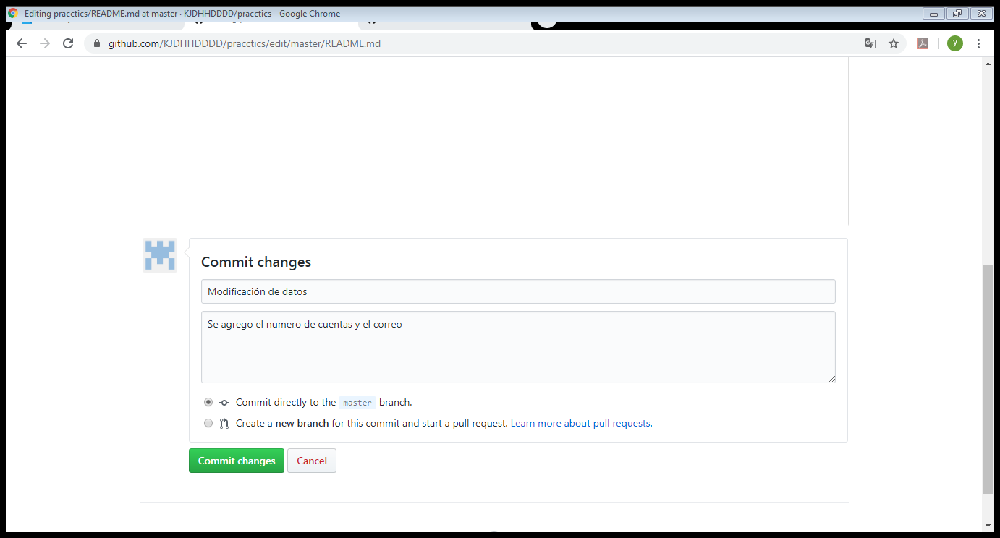 Editing pracctics/README.md at master · KJDHHDDDD/pracctics - Google Chrome
github.com/KJDHHDDDD/pracctics/edit/master/README.md
y
Commit changes
Modificación de datos
Se agrego el numero de cuentas y el correo
Commit directly to the master branch.
Create a new branch for this commit and start a pull request. Learn more about pull requests.
Commit changes
Cancel